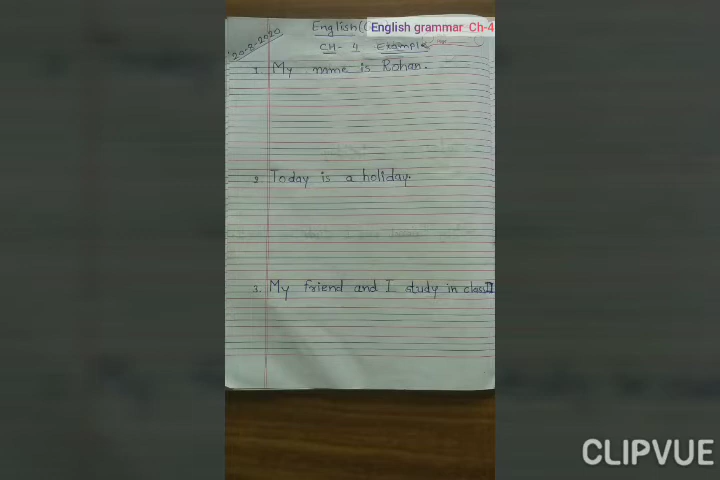 English(
English grammar Ch-4
20-8-2020
CH- 4 Example
1. My name is Rohan.
2. Today is a holiday.
3. My friend and I study in class II
CLIPVUE